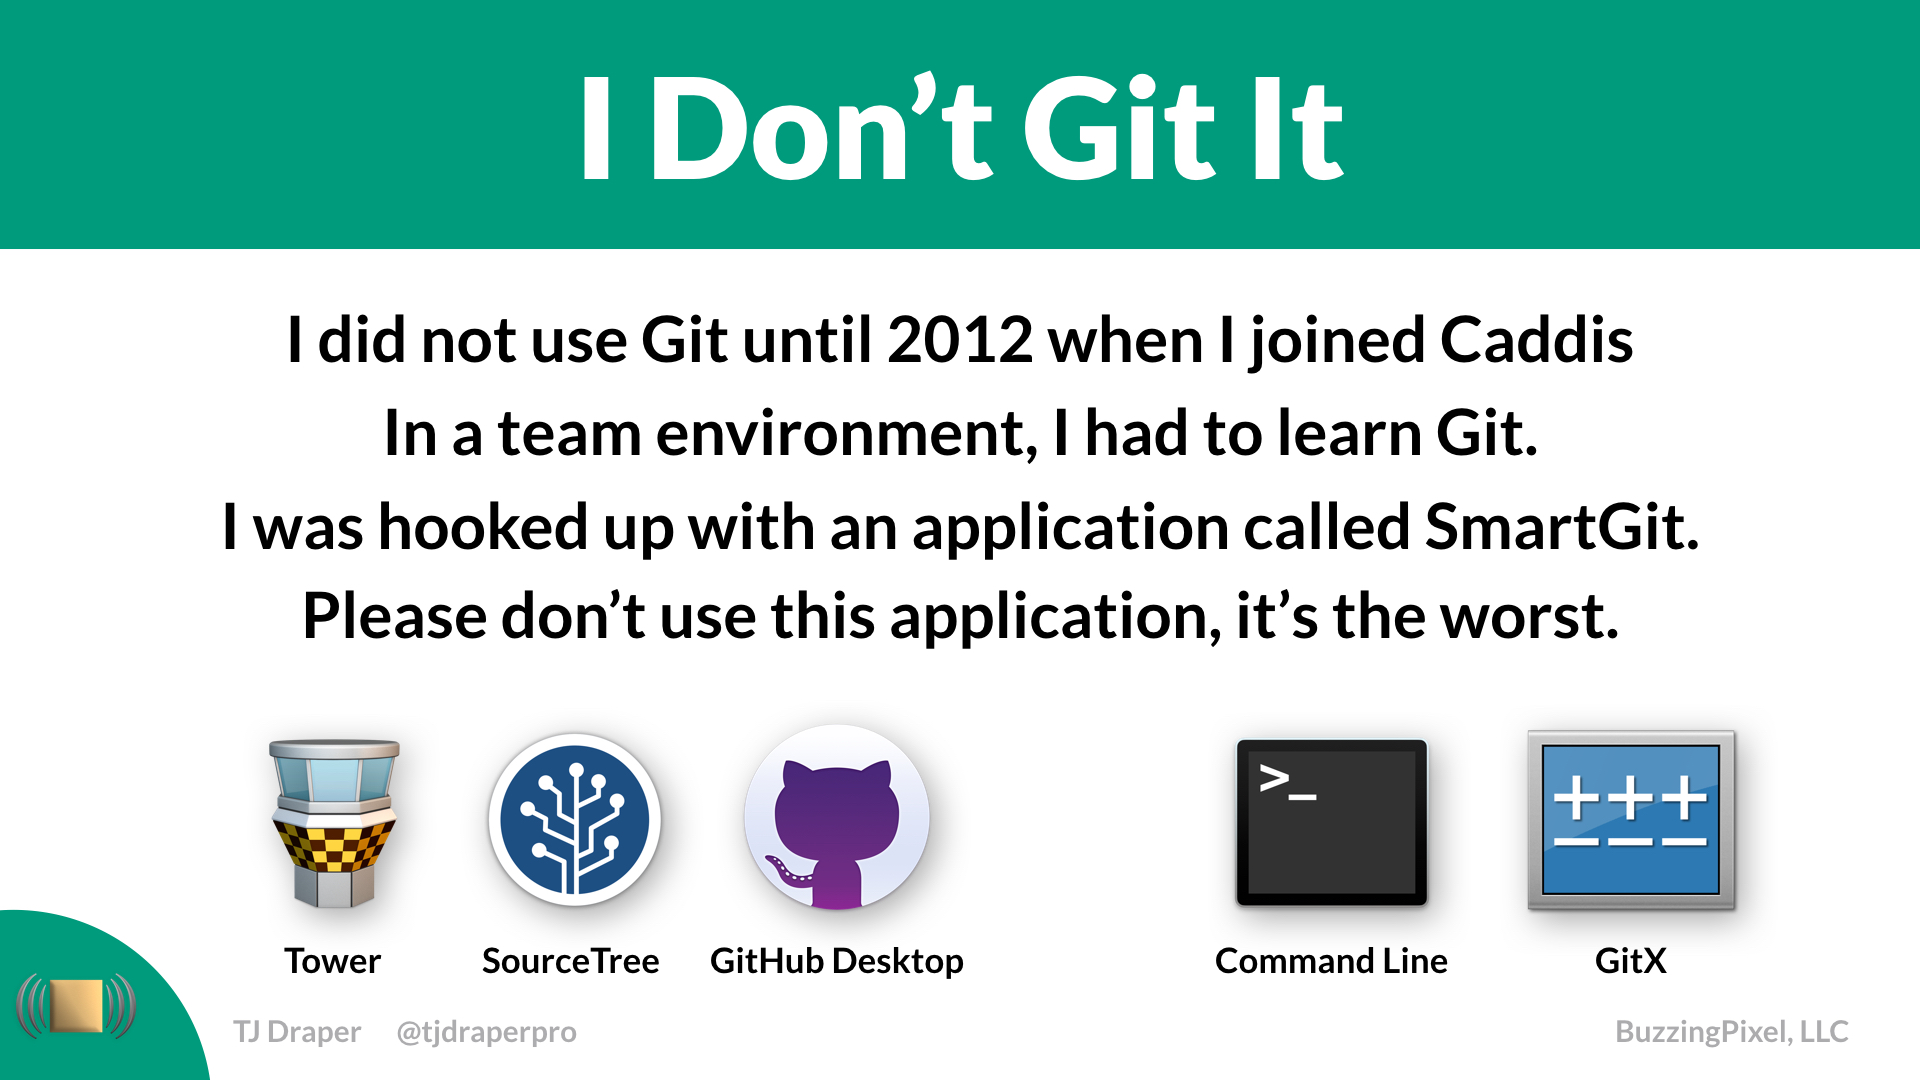 I Don’t Git It
I did not use Git until 2012 when I joined Caddis
In a team environment, I had to learn Git.
I was hooked up with an application called SmartGit.
Please don’t use this application, it’s the worst.
>_
+++
Tower
SourceTree
GitHub Desktop
Command Line
GitX
TJ Draper
@tjdraperpro
BuzzingPixel, LLC